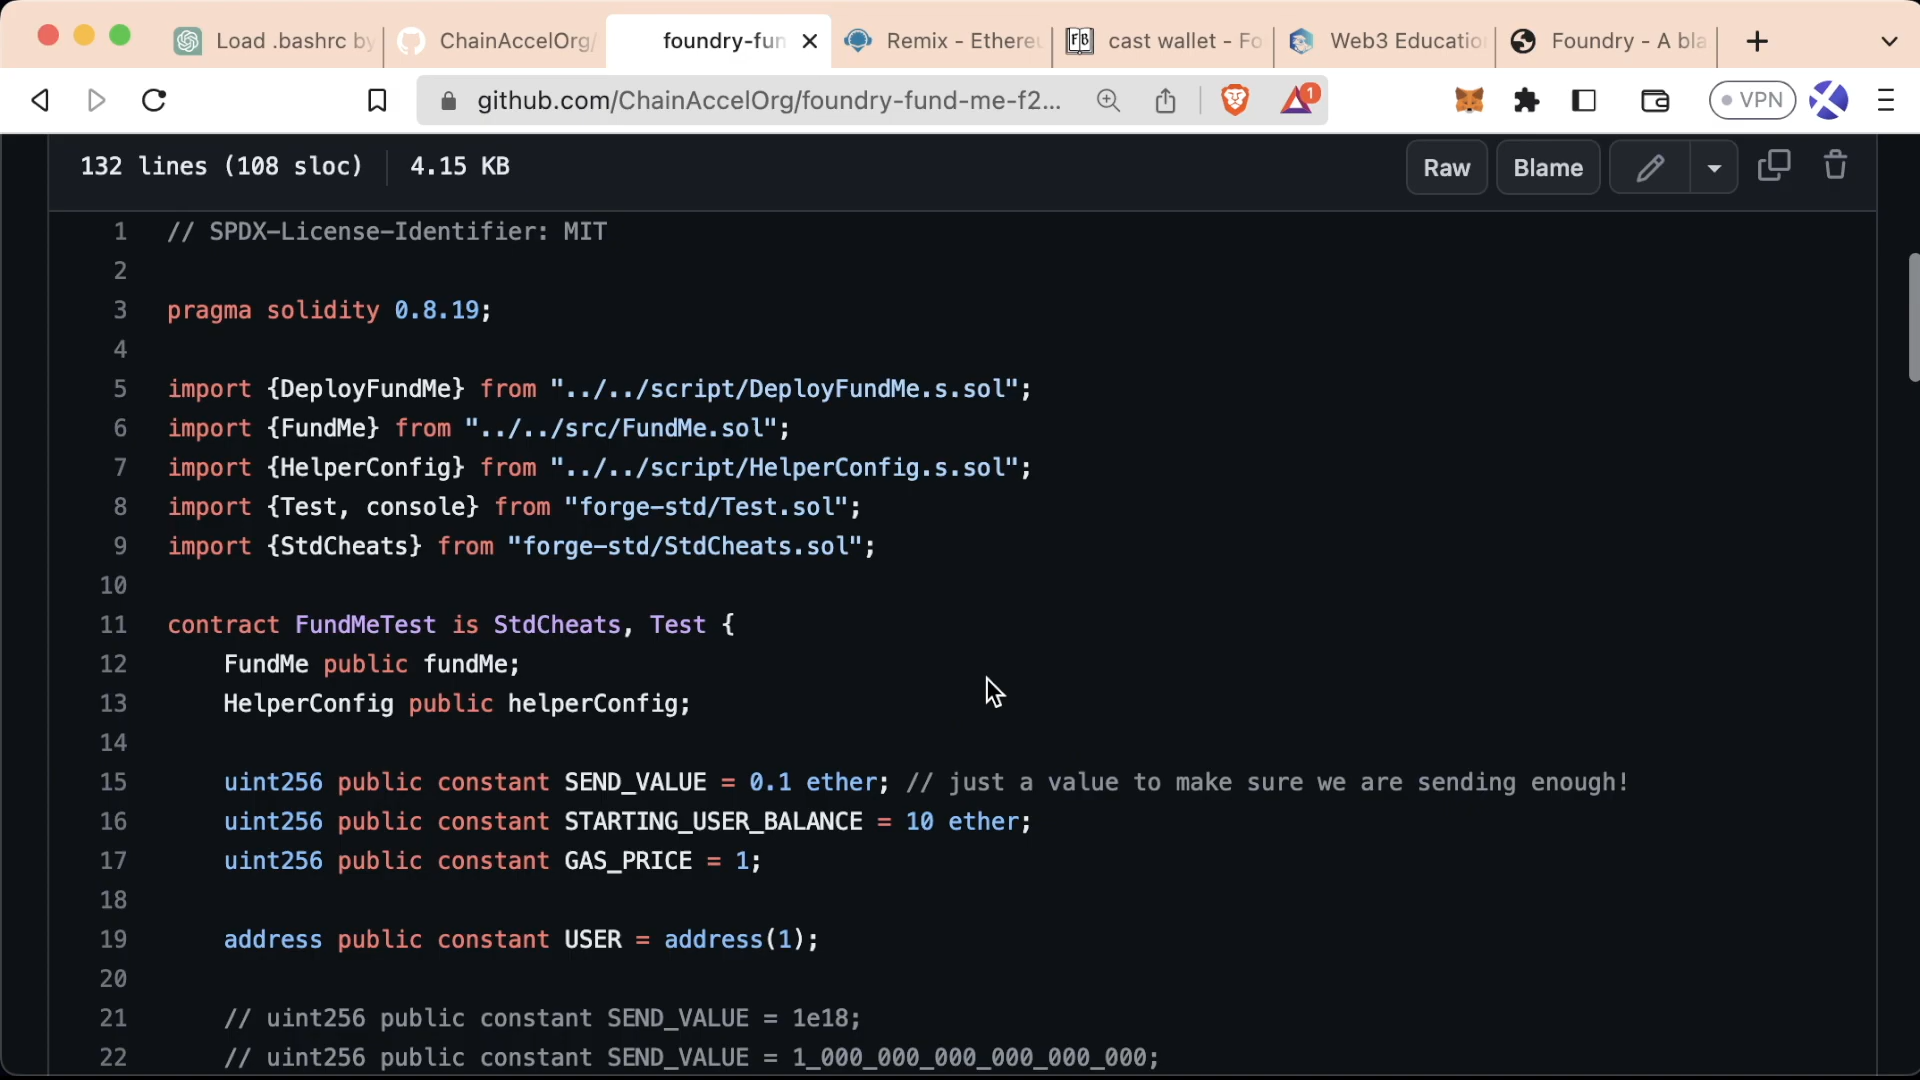 Load .bashrc by
ChainAccelOrg/
foundry-fun
Remix - Ethere
cast wallet - Fo
Web3 Educatio
Foundry - A bla
github.com/ChainAccelOrg/foundry-fund-me-f2...
1
VPN
132 lines (108 sloc)
4.15 KB
Raw
Blame
1 // SPDX-License-Identifier: MIT
2
3 pragma solidity 0.8.19;
4
5 import {DeployFundMe} from "../../script/DeployFundMe.s.sol";
6 import {FundMe} from "../../src/FundMe.sol";
7 import {HelperConfig} from "../../script/HelperConfig.s.sol";
8 import {Test, console} from "forge-std/Test.sol";
9 import {StdCheats} from "forge-std/StdCheats.sol";
10
11 contract FundMeTest is StdCheats, Test {
12 FundMe public fundMe;
13 HelperConfig public helperConfig;
14
15 uint256 public constant SEND_VALUE = 0.1 ether; // just a value to make sure we are sending enough!
16 uint256 public constant STARTING_USER_BALANCE = 10 ether;
17 uint256 public constant GAS_PRICE = 1;
18
19 address public constant USER = address(1);
20
21 // uint256 public constant SEND_VALUE = 1e18;
22 // uint256 public constant SEND_VALUE = 1_000_000_000_000_000_000;